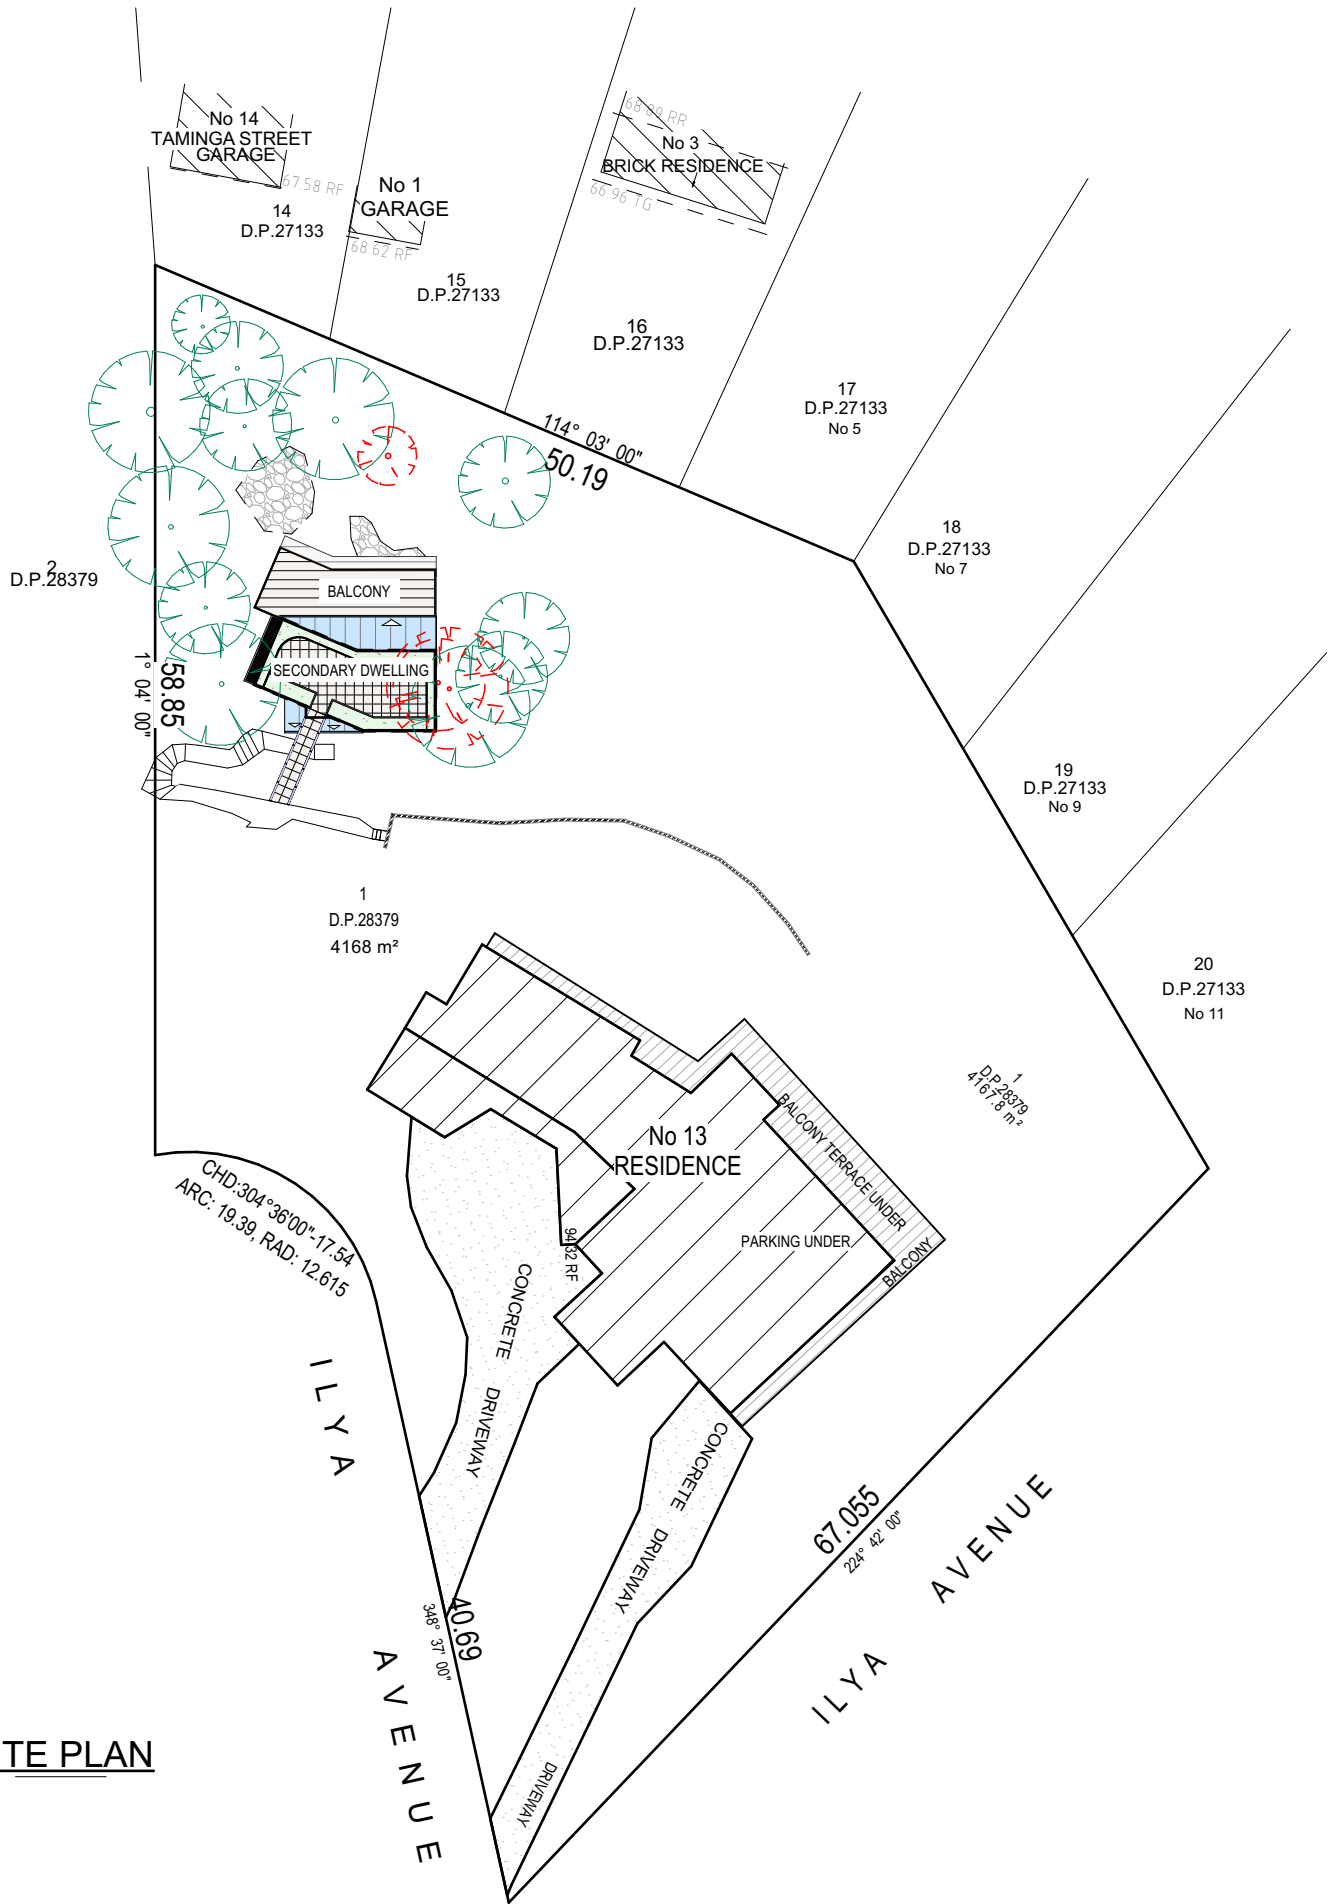 No 14
TAMINGA STREET
GARAGE
67 58 RF
14
D.P.27133
No 1
GARAGE
68 62 RF
15
D.P.27133
68 89 RR
No 3
BRICK RESIDENCE
66.96 TG
16
D.P.27133
17
D.P.27133
No 5
114° 03' 00"
50.19
18
D.P.27133
No 7
2
D.P.28379
BALCONY
SECONDARY DWELLING
58.85
1° 04' 00"
19
D.P.27133
No 9
1
D.P.28379
4168 m²
20
D.P.27133
No 11
1
D.P.28379
4167.8 m²
No 13
RESIDENCE
BALCONY TERRACE UNDER
PARKING UNDER
BALCONY
94.32 RF
CHD:304°36'00"-17.54
ARC: 19.39, RAD: 12.615
CONCRETE DRIVEWAY
CONCRETE DRIVEWAY
DRIVEWAY
ILYA AVENUE
40.69
348° 37' 00"
67.055
224° 42' 00"
ILYA AVENUE
TE PLAN